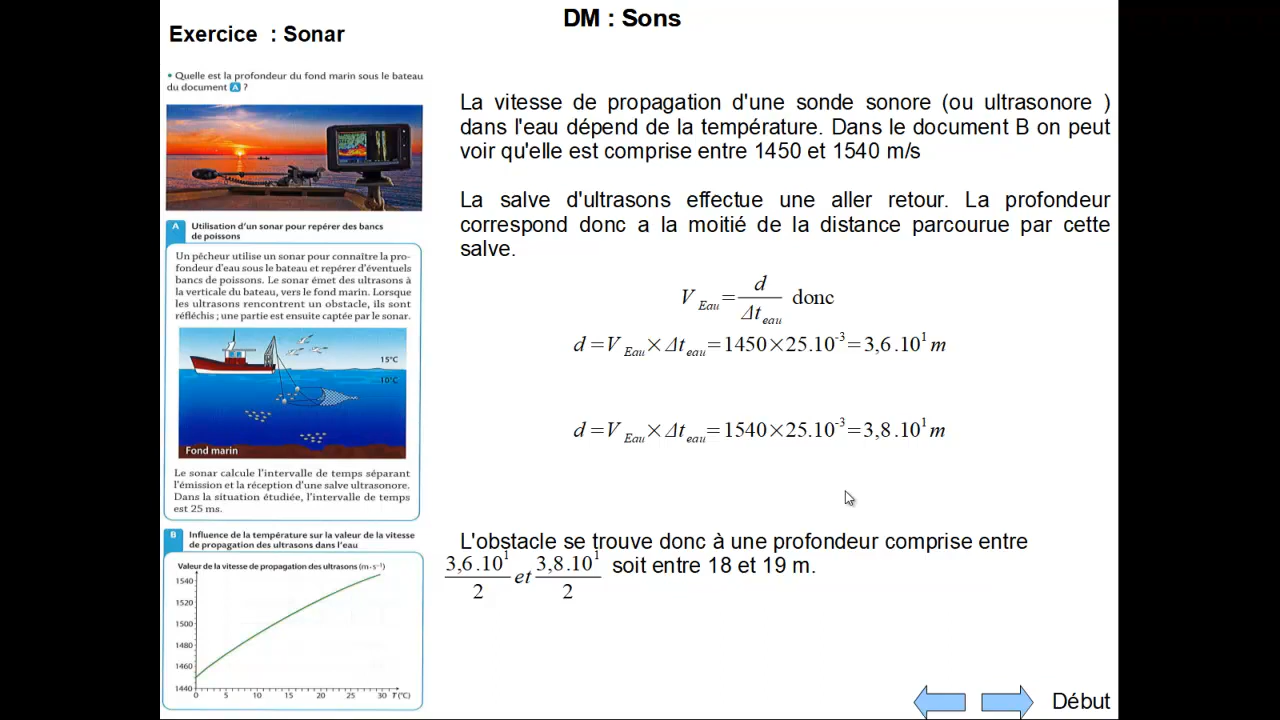 DM : Sons
Exercice : Sonar
• Quelle est la profondeur du fond marin sous le bateau
du document A ?
A Utilisation d'un sonar pour repérer des bancs
de poissons
Un pêcheur utilise un sonar pour connaître la pro-
fondeur d'eau sous le bateau et repérer d'éventuels
bancs de poissons. Le sonar émet des ultrasons à
la verticale du bateau, vers le fond marin. Lorsque
les ultrasons rencontrent un obstacle, ils sont
réfléchis ; une partie est ensuite captée par le sonar.
15°C
10°C
Fond marin
Le sonar calcule l'intervalle de temps séparant
l'émission et la réception d'une salve ultrasonore.
Dans la situation étudiée, l'intervalle de temps
est 25 ms.
B Influence de la température sur la valeur de la vitesse
de propagation des ultrasons dans l'eau
Valeur de la vitesse de propagation des ultrasons (m·s⁻¹)
1540
1520
1500
1480
1460
1440
0 5 10 15 20 25 30 T (°C)
La vitesse de propagation d'une sonde sonore (ou ultrasonore )
dans l'eau dépend de la température. Dans le document B on peut
voir qu'elle est comprise entre 1450 et 1540 m/s
La salve d'ultrasons effectue une aller retour. La profondeur
correspond donc a la moitié de la distance parcourue par cette
salve.
V Eau = d / Δt eau donc
d = V Eau × Δt eau = 1450 × 25.10⁻³ = 3,6.10¹ m
d = V Eau × Δt eau = 1540 × 25.10⁻³ = 3,8.10¹ m
L'obstacle se trouve donc à une profondeur comprise entre
3,6.10¹ / 2 et 3,8.10¹ / 2 soit entre 18 et 19 m.
Début